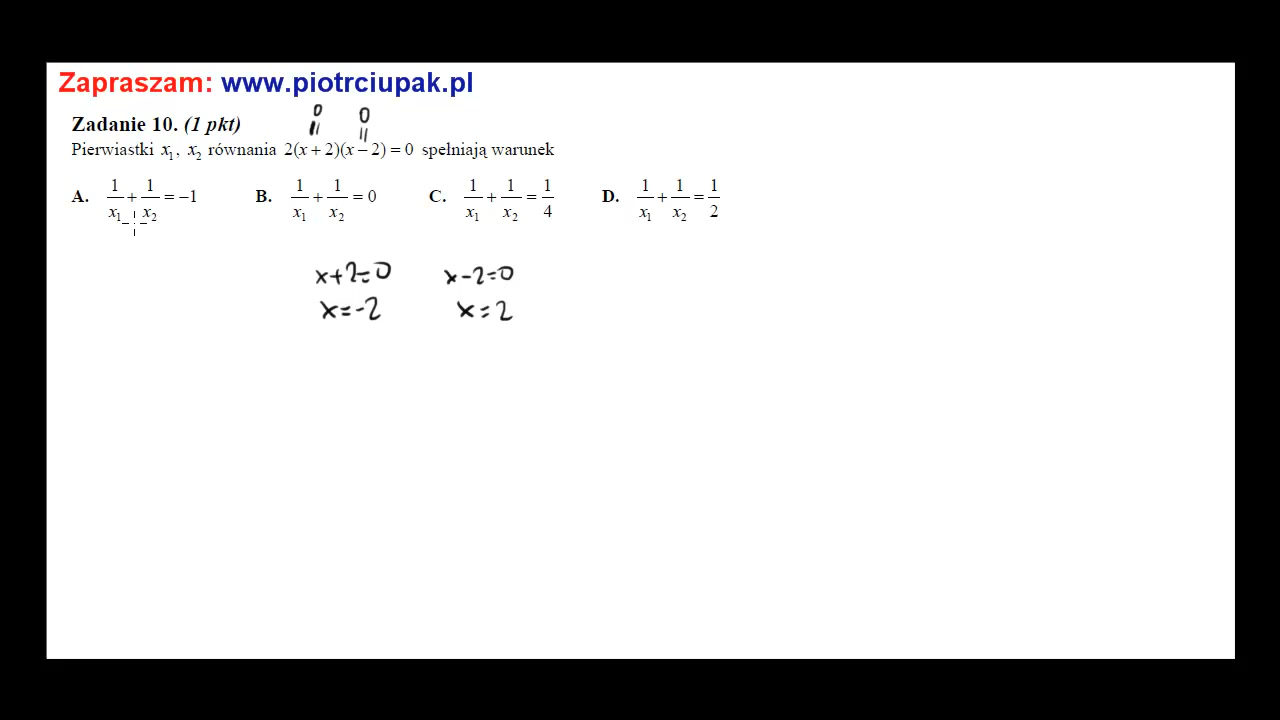 Zapraszam: www.piotrciupak.pl
0 0
Zadanie 10. (1 pkt) || ||
Pierwiastki x₁, x₂ równania 2(x + 2)(x − 2) = 0 spełniają warunek
A. 1/x₁ + 1/x₂ = −1 B. 1/x₁ + 1/x₂ = 0 C. 1/x₁ + 1/x₂ = 1/4 D. 1/x₁ + 1/x₂ = 1/2
x+2=0 x-2=0
x=-2 x=2